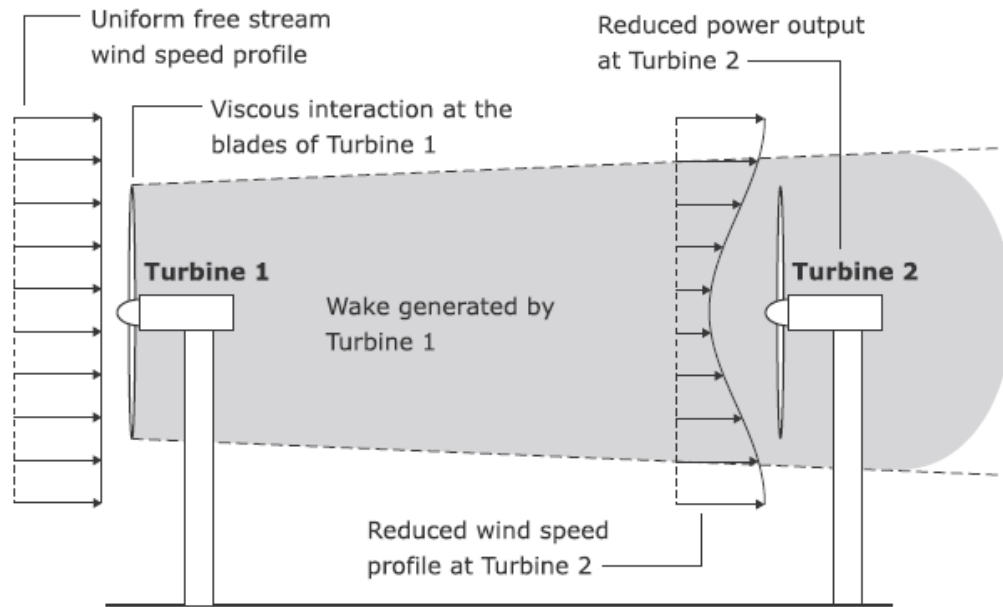 Uniform free stream
wind speed profile
Reduced power output
at Turbine 2
Viscous interaction at the
blades of Turbine 1
Turbine 1
Turbine 2
Wake generated by
Turbine 1
Reduced wind speed
profile at Turbine 2